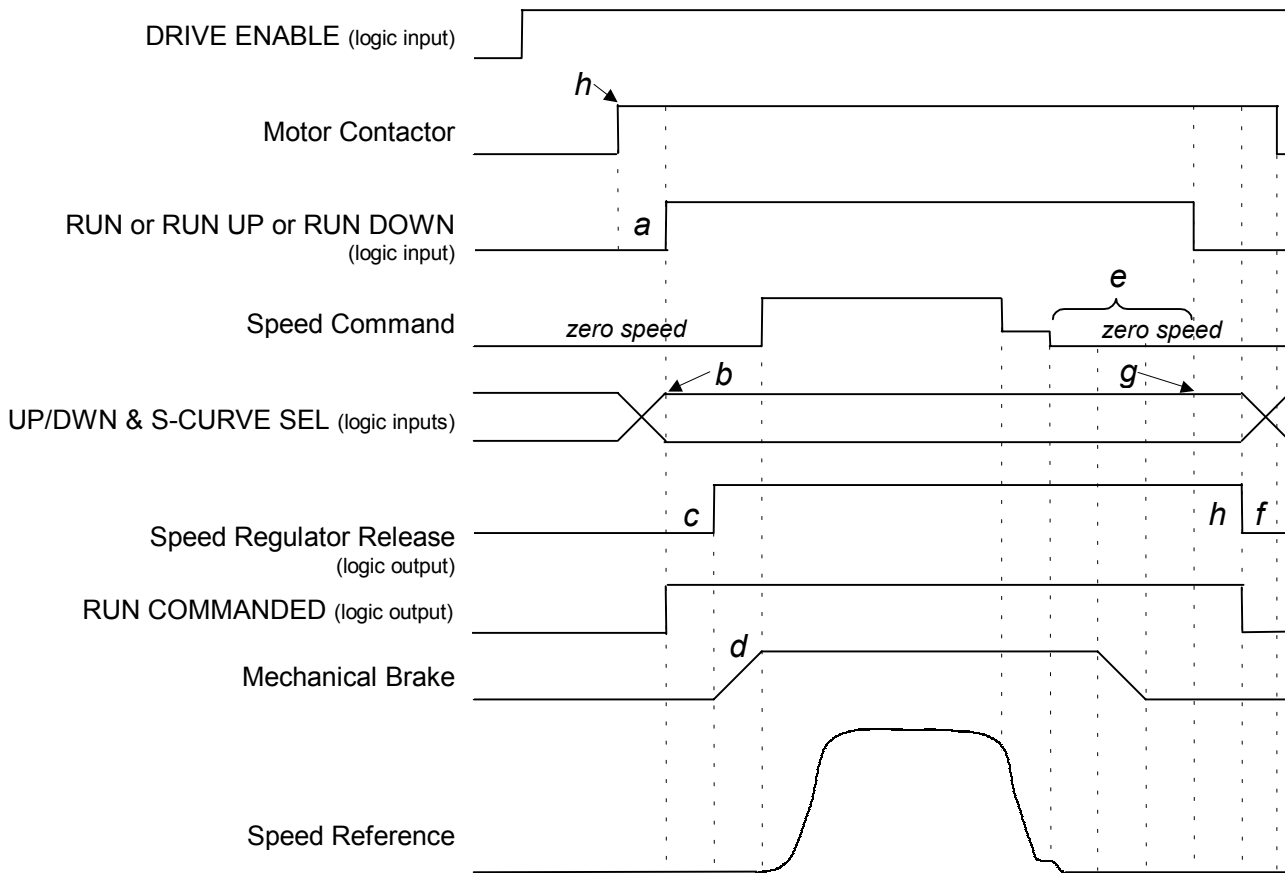 DRIVE ENABLE (logic input)
h
Motor Contactor
RUN or RUN UP or RUN DOWN
(logic input)
a
e
Speed Command
zero speed
zero speed
b
g
UP/DWN & S-CURVE SEL (logic inputs)
c
h
f
Speed Regulator Release
(logic output)
RUN COMMANDED (logic output)
d
Mechanical Brake
Speed Reference